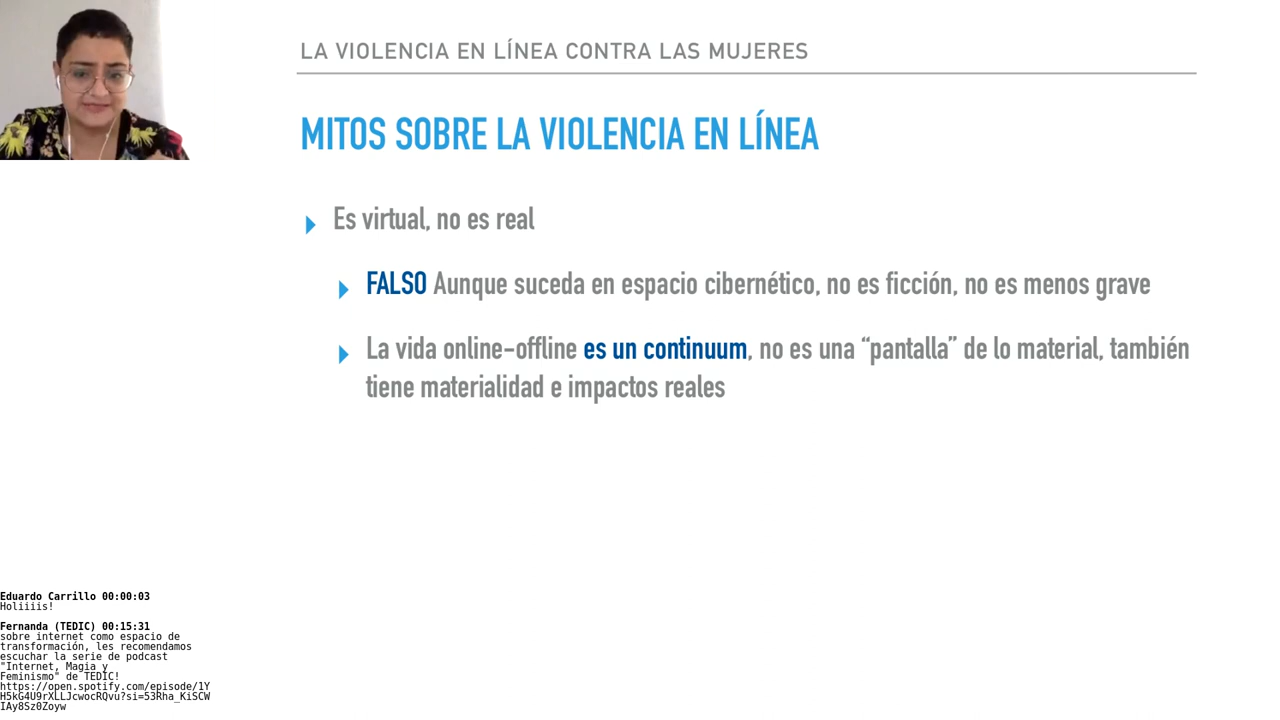 LA VIOLENCIA EN LÍNEA CONTRA LAS MUJERES
MITOS SOBRE LA VIOLENCIA EN LÍNEA
Es virtual, no es real
FALSO Aunque suceda en espacio cibernético, no es ficción, no es menos grave
La vida online-offline es un continuum, no es una “pantalla” de lo material, también
tiene materialidad e impactos reales
Eduardo Carrillo 00:00:03
Holiiiis!
Fernanda (TEDIC) 00:15:31
sobre internet como espacio de
transformación, les recomendamos
escuchar la serie de podcast
"Internet, Magia y
Feminismo" de TEDIC!
https://open.spotify.com/episode/1Y
H5kG4U9rXLLJcwocRQvu?si=53Rha_KiSCW
IAy8Sz0Zoyw